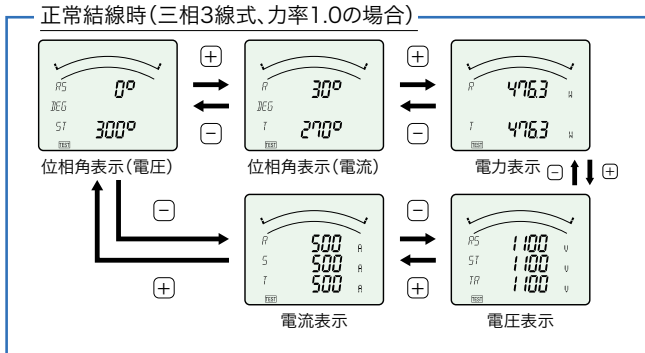 正常結線時(三相3線式、力率1.0の場合)
RS 0°
DEG
ST 300°
TEST
位相角表示(電圧)
+
−
R 30°
DEG
T 270°
TEST
位相角表示(電流)
+
−
R 476.3 W
T 476.3 W
TEST
電力表示
− +
−
+
R 500 A
S 500 A
T 500 A
TEST
電流表示
−
+
RS 1100 V
ST 1100 V
TR 1100 V
TEST
電圧表示